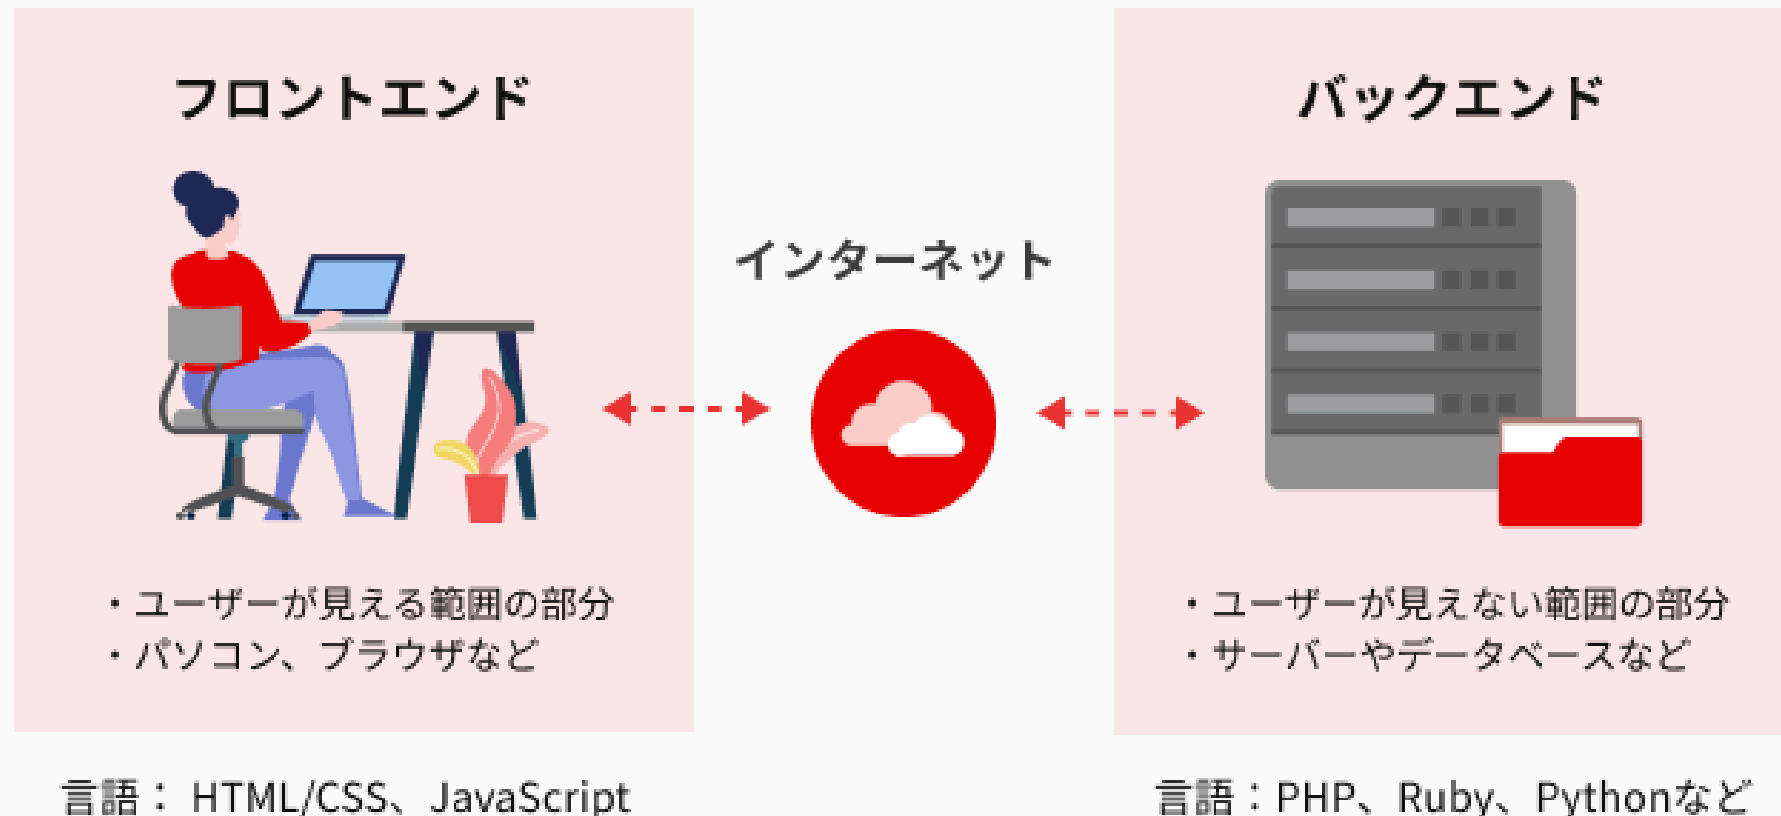 フロントエンド
・ユーザーが見える範囲の部分
・パソコン、ブラウザなど
言語： HTML/CSS、JavaScript
インターネット
バックエンド
・ユーザーが見えない範囲の部分
・サーバーやデータベースなど
言語：PHP、Ruby、Pythonなど